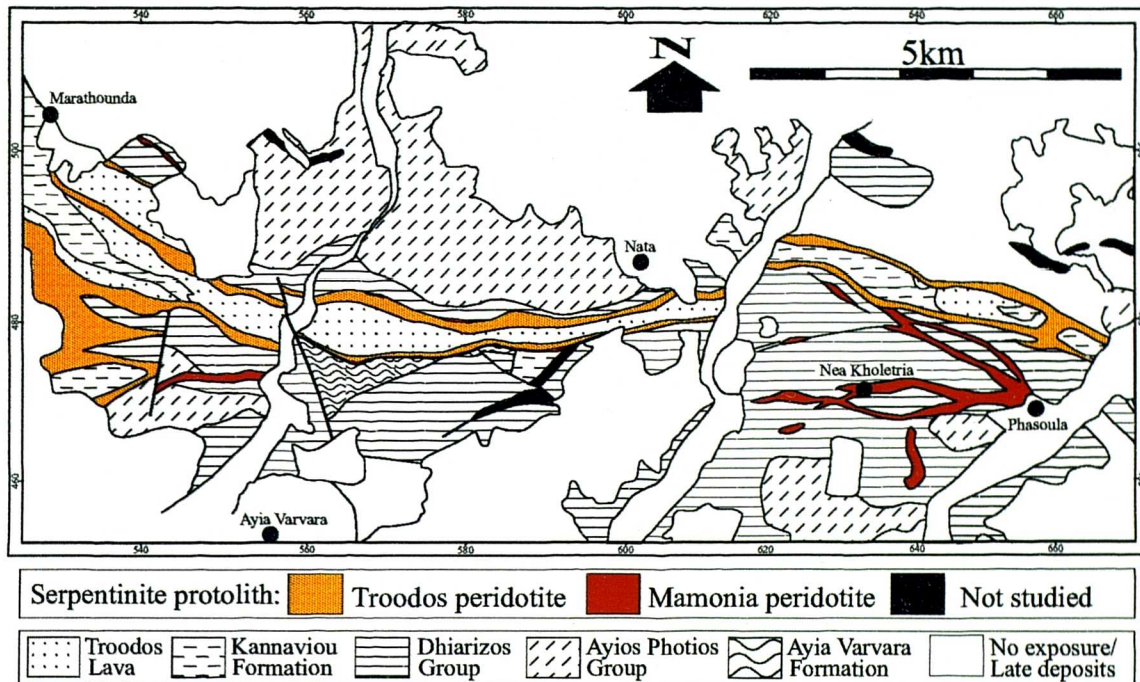 540 560 580 600 620 640 660
N
5km
Marathounda
500
Nata
480
Nea Kholetria
Phasoula
460
Ayia Varvara
540 560 580 600 620 640 660
Serpentinite protolith: Troodos peridotite Mamonia peridotite Not studied
Troodos Lava
Kannaviou Formation
Dhiarizos Group
Ayios Photios Group
Ayia Varvara Formation
No exposure/ Late deposits